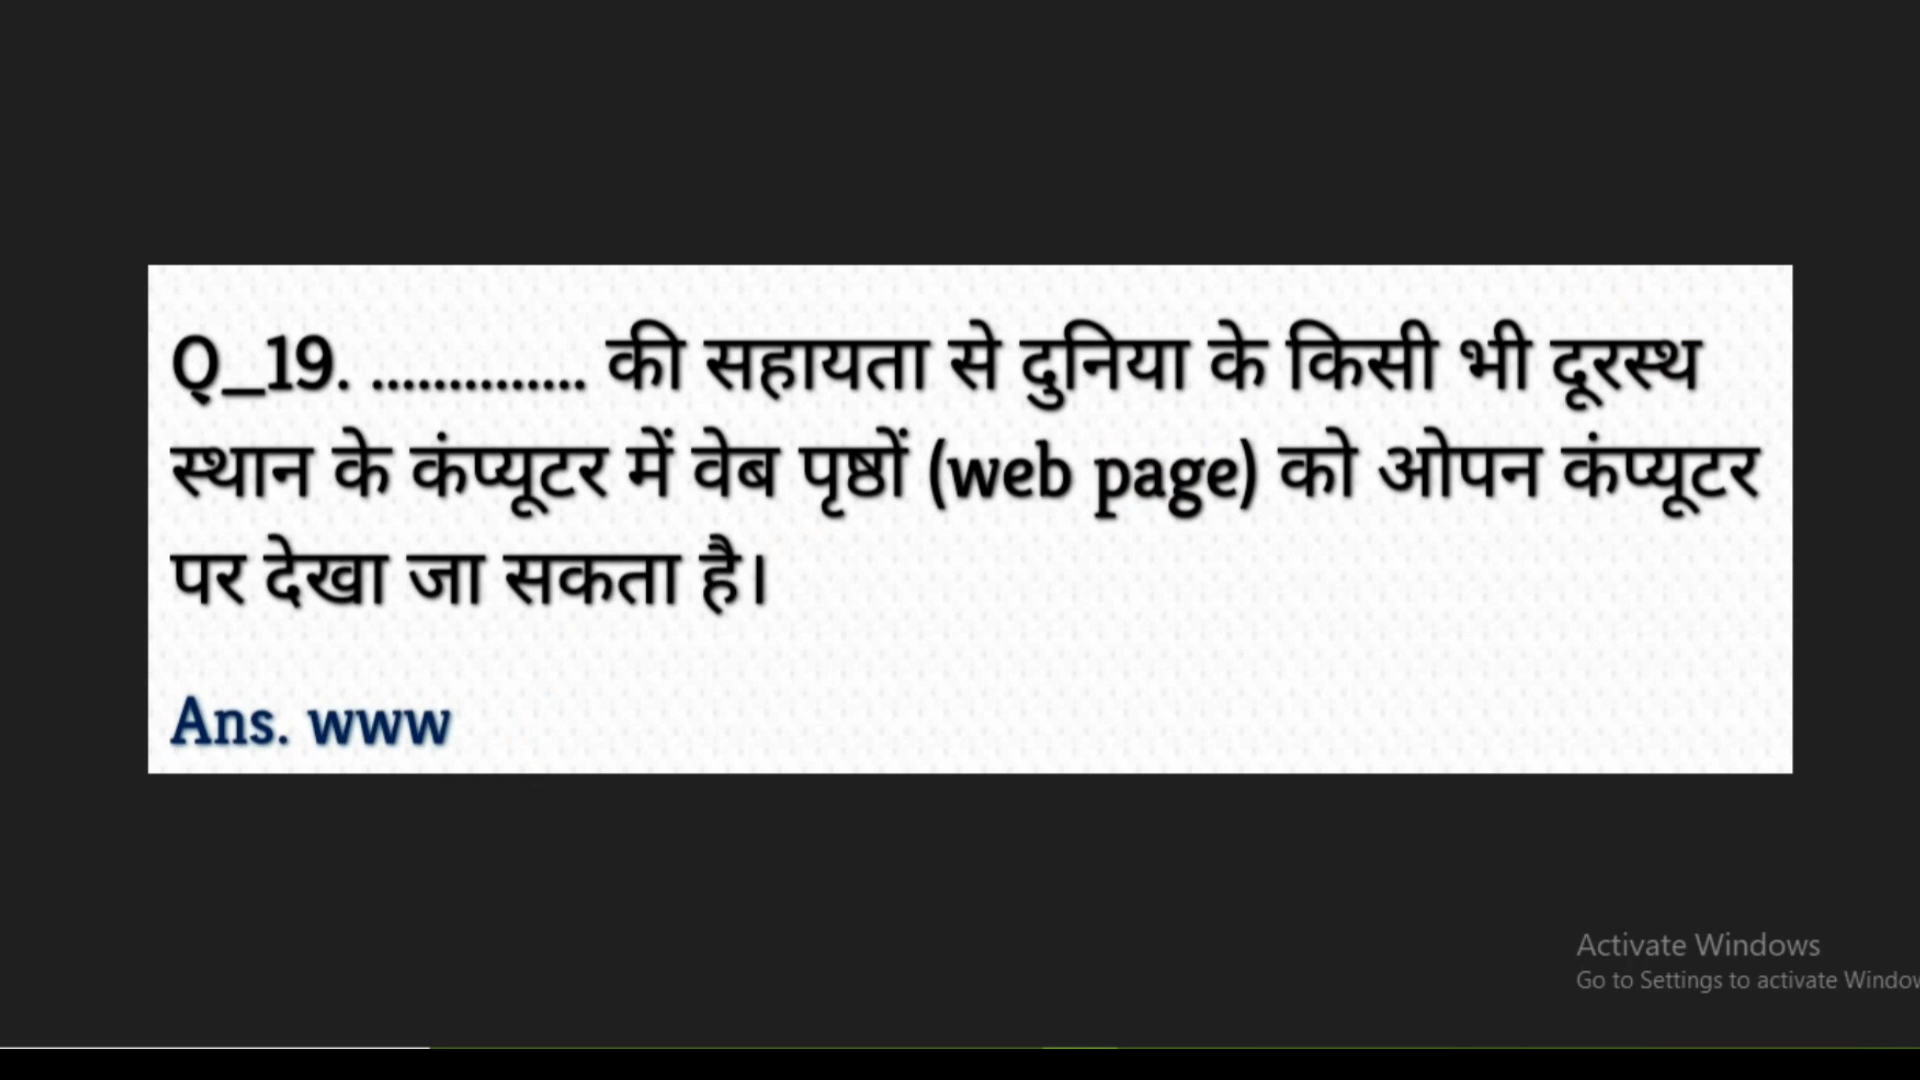 Q_19. .............. की सहायता से दुनिया के किसी भी दूरस्थ
स्थान के कंप्यूटर में वेब पृष्ठों (web page) को ओपन कंप्यूटर
पर देखा जा सकता है।
Ans. www
Activate Windows
Go to Settings to activate Window